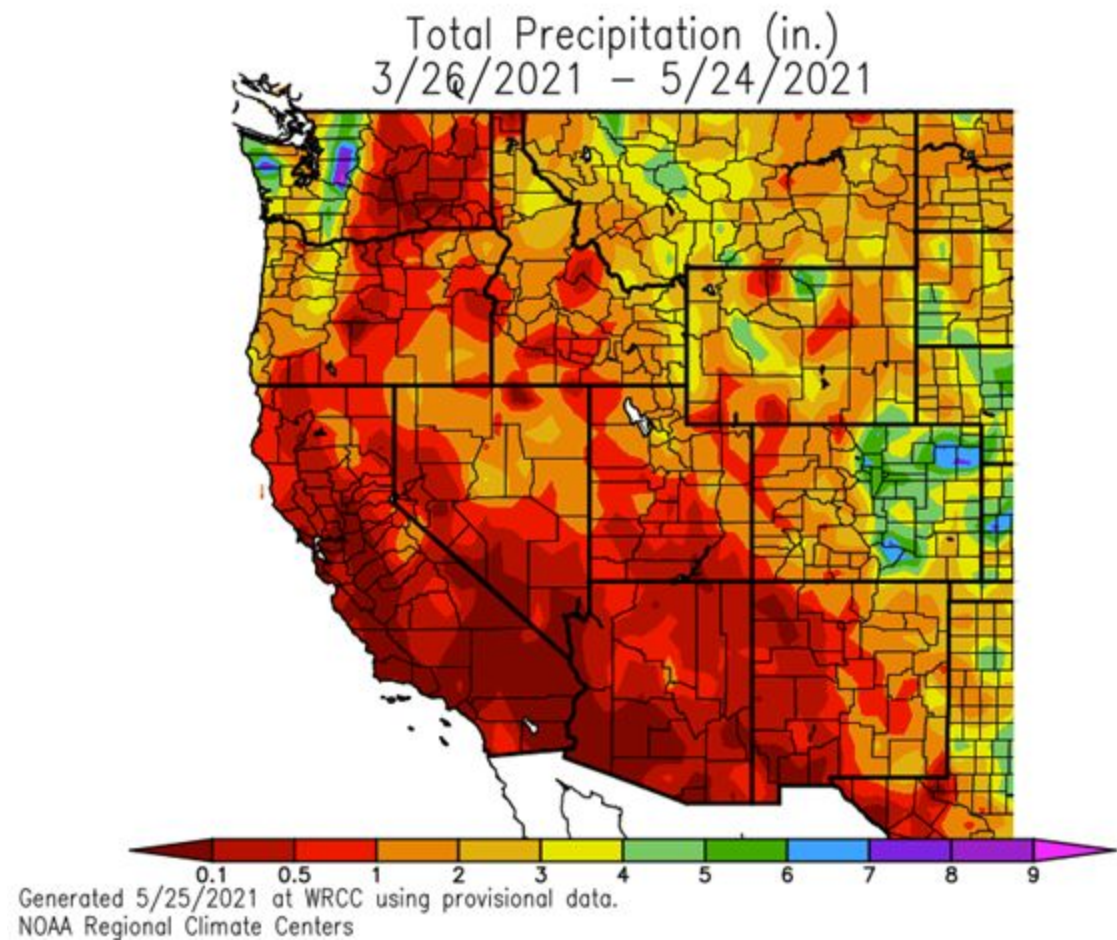 Total Precipitation (in.)
3/26/2021 – 5/24/2021
0.1 0.5 1 2 3 4 5 6 7 8 9
Generated 5/25/2021 at WRCC using provisional data.
NOAA Regional Climate Centers